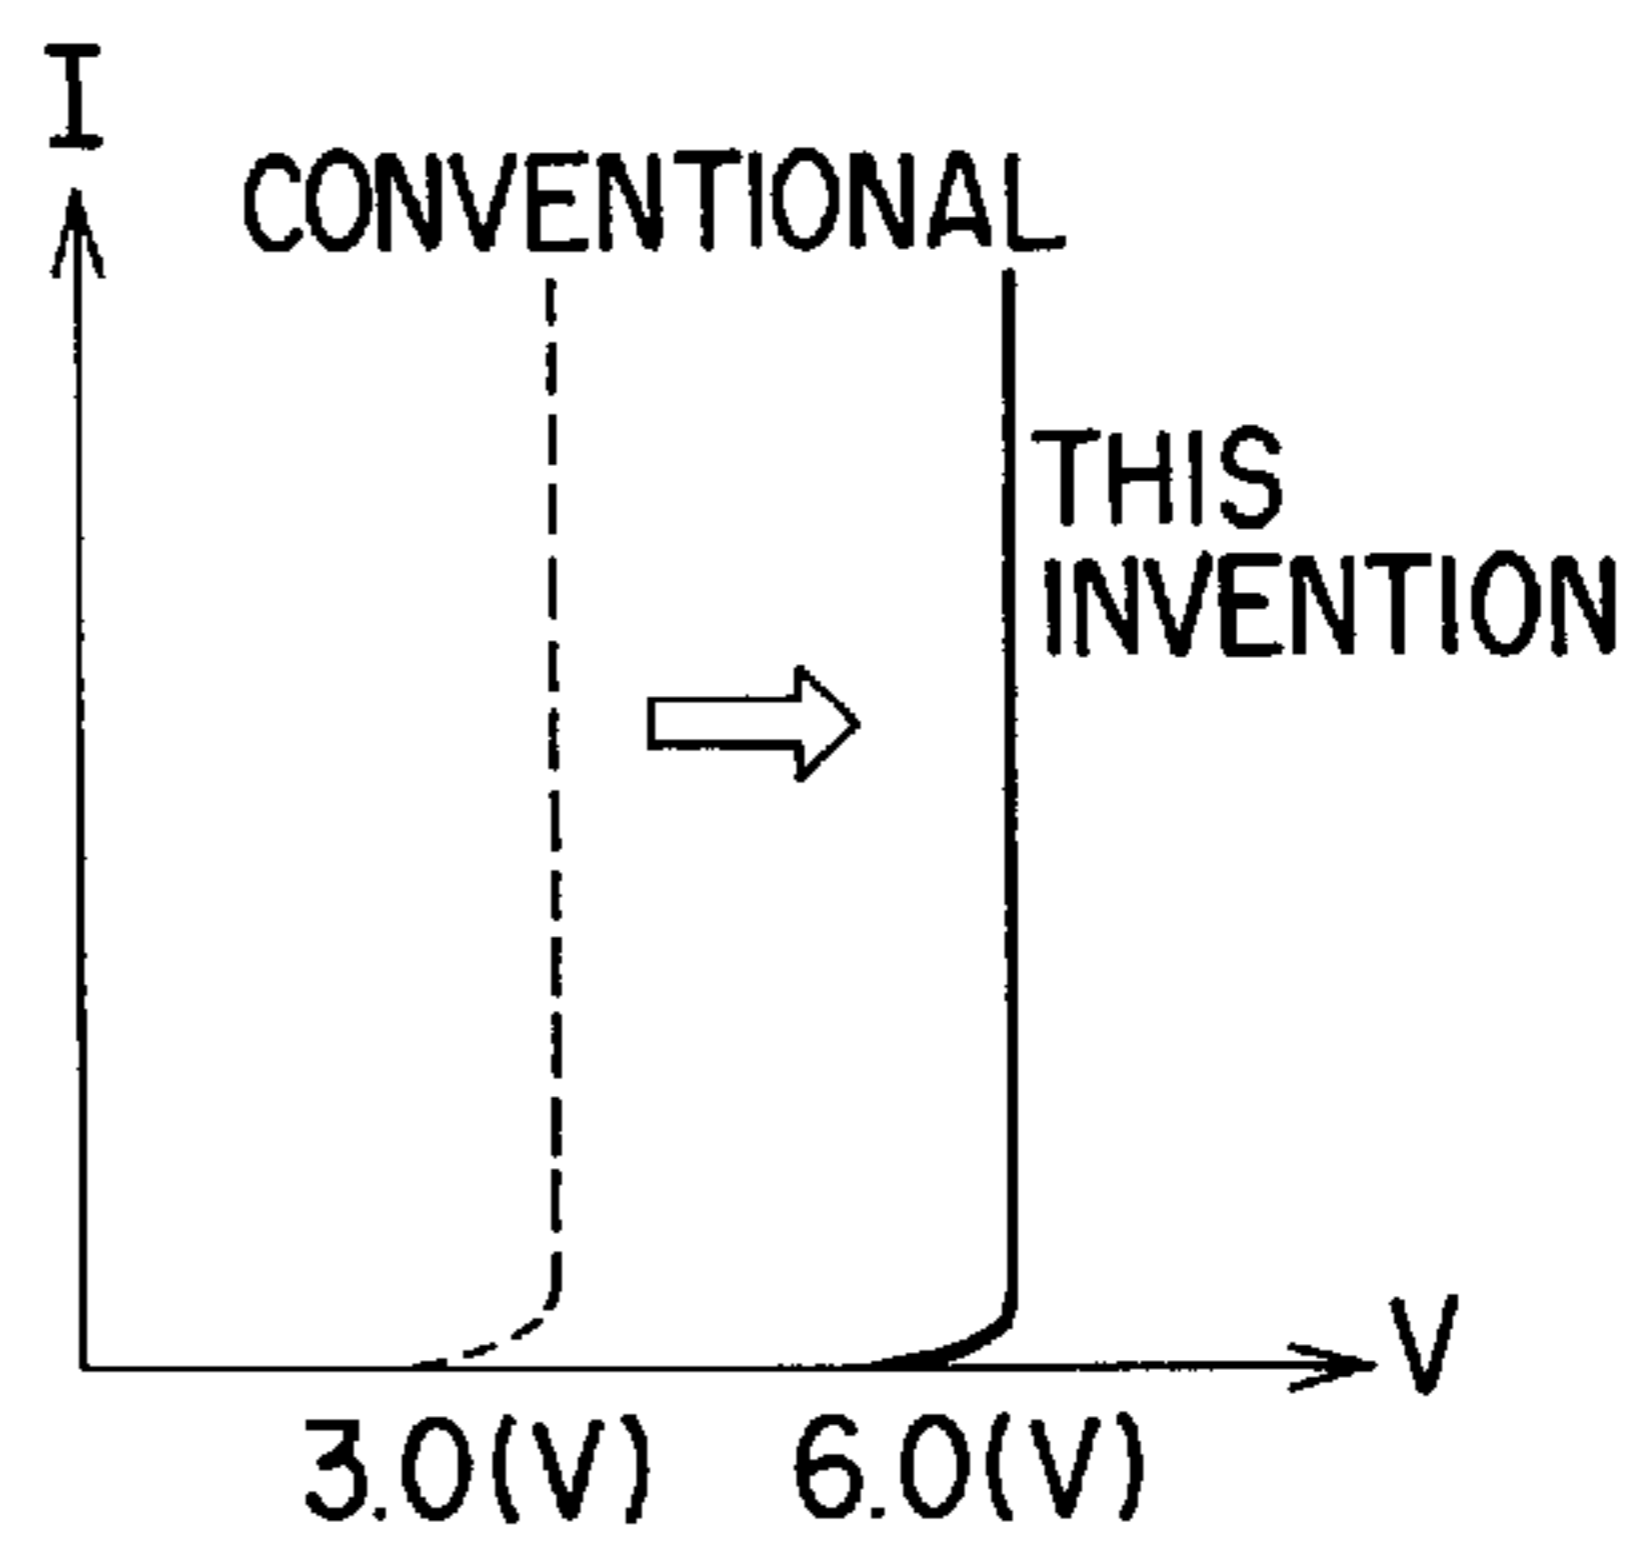 I
CONVENTIONAL
THIS
INVENTION
V
3.0(V) 6.0(V)